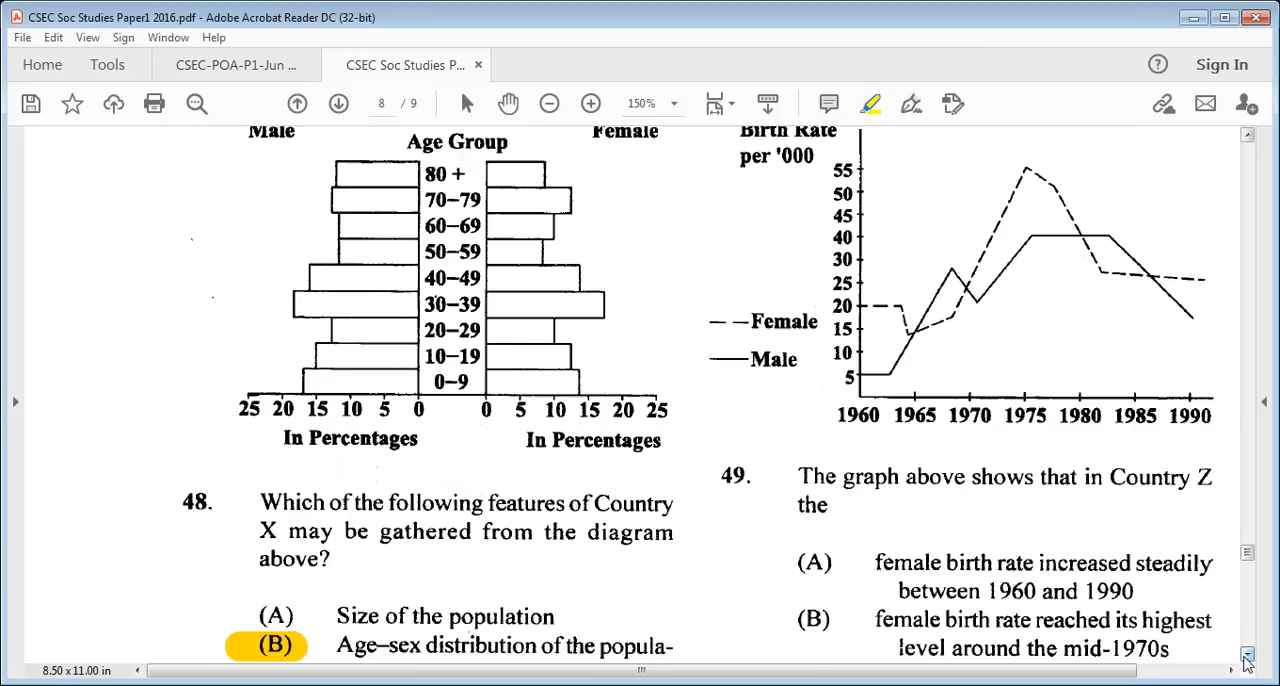 CSEC Soc Studies Paper1 2016.pdf - Adobe Acrobat Reader DC (32-bit)
File Edit View Sign Window Help
Home Tools CSEC-POA-P1-Jun ... CSEC Soc Studies P... × Sign In
8 / 9 150%
Male Female
Age Group
80 +
70–79
60–69
50–59
40–49
30–39
20–29
10–19
0–9
25 20 15 10 5 0 0 5 10 15 20 25
In Percentages In Percentages
48. Which of the following features of Country
X may be gathered from the diagram
above?
(A) Size of the population
(B) Age–sex distribution of the popula-
Birth Rate
per '000
55
50
45
40
30
25
20
15
10
5
– –Female
—Male
1960 1965 1970 1975 1980 1985 1990
49. The graph above shows that in Country Z
the
(A) female birth rate increased steadily
between 1960 and 1990
(B) female birth rate reached its highest
level around the mid-1970s
8.50 x 11.00 in